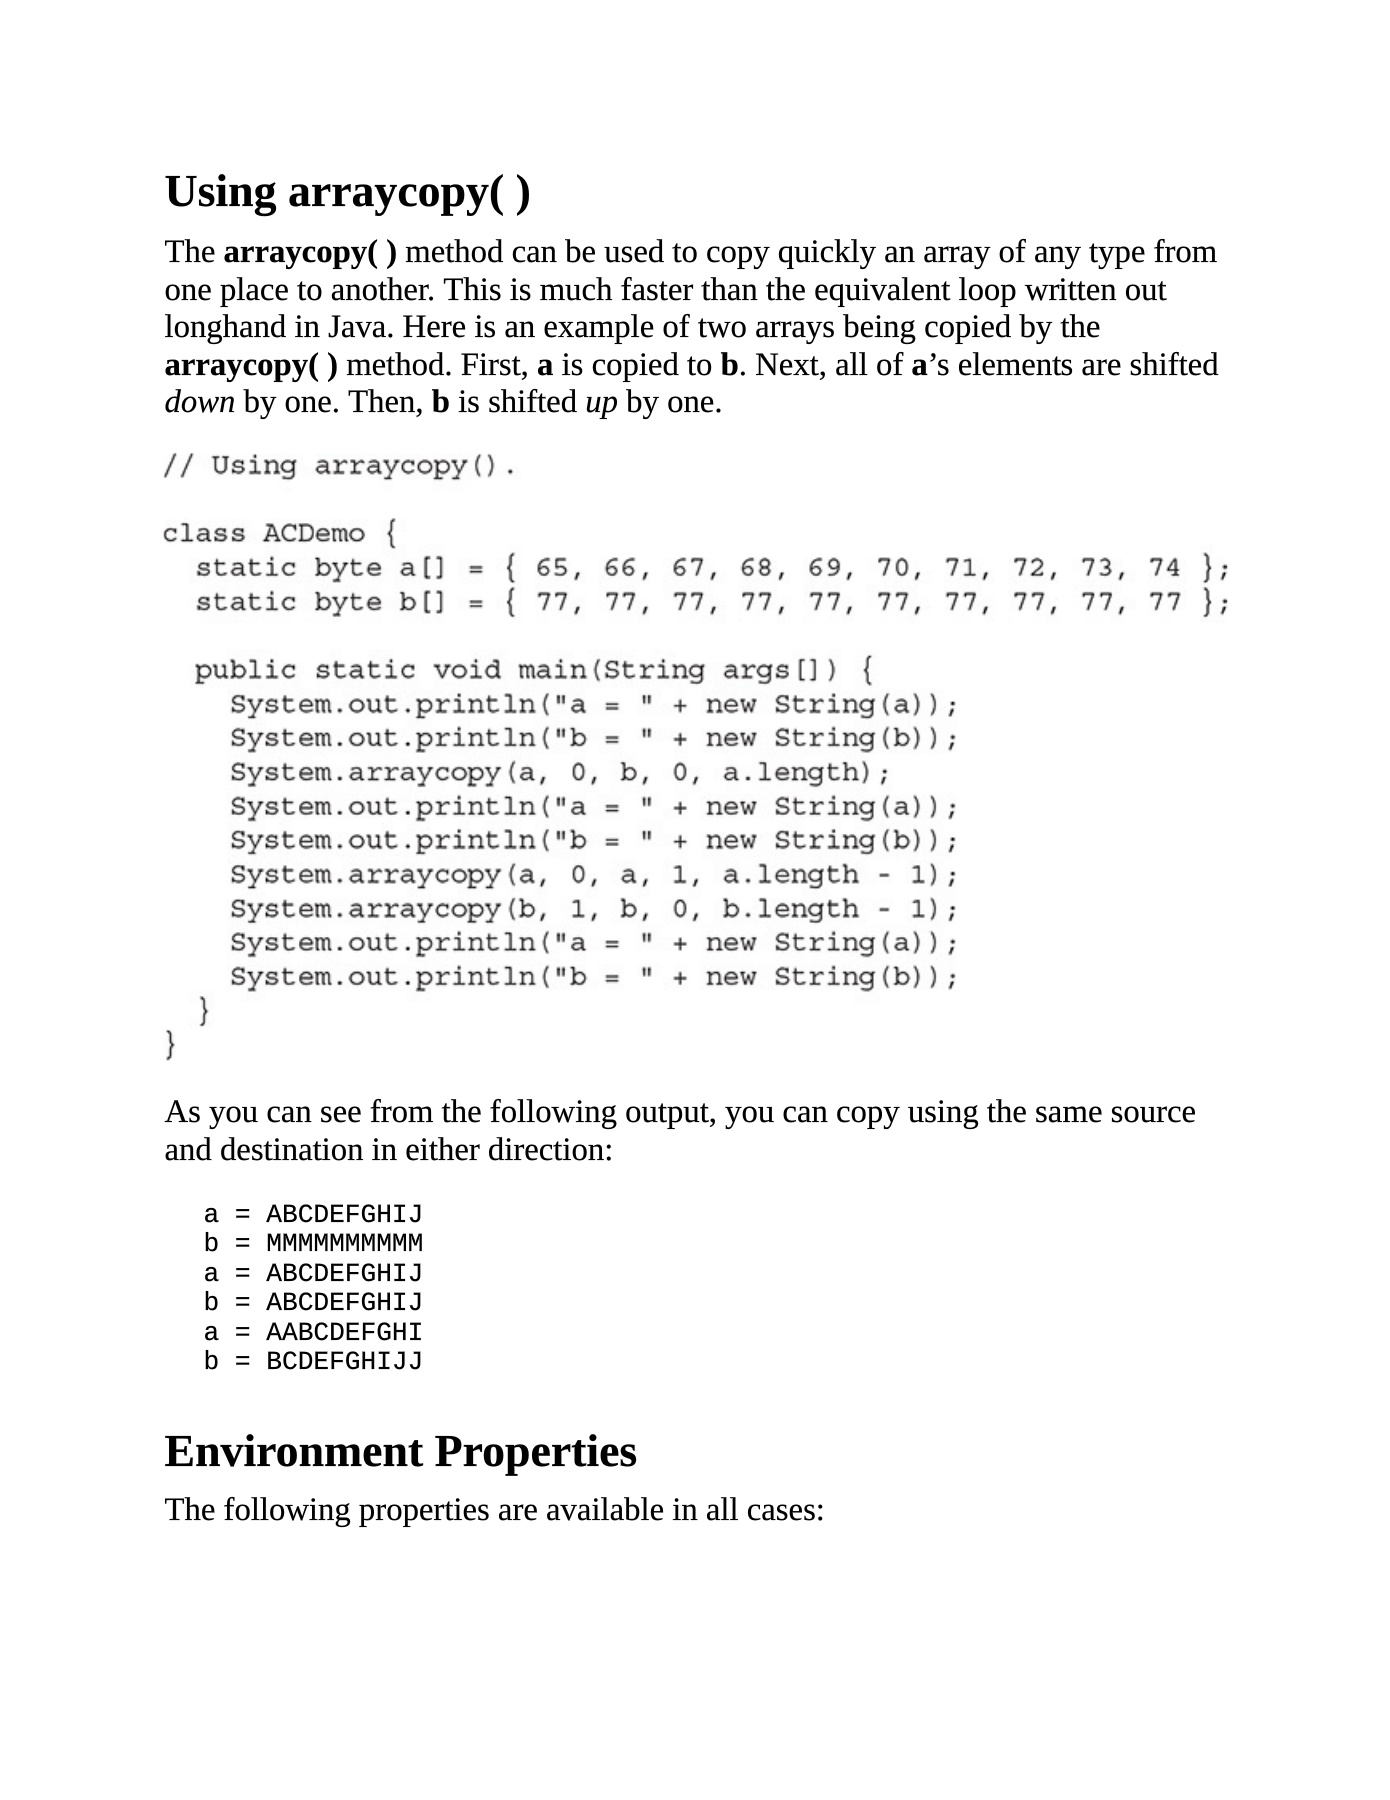 Using arraycopy( )
The arraycopy( ) method can be used to copy quickly an array of any type from
one place to another. This is much faster than the equivalent loop written out
longhand in Java. Here is an example of two arrays being copied by the
arraycopy( ) method. First, a is copied to b. Next, all of a’s elements are shifted
down by one. Then, b is shifted up by one.
// Using arraycopy().
class ACDemo {
  static byte a[] = { 65, 66, 67, 68, 69, 70, 71, 72, 73, 74 };
  static byte b[] = { 77, 77, 77, 77, 77, 77, 77, 77, 77, 77 };
  public static void main(String args[]) {
    System.out.println("a = " + new String(a));
    System.out.println("b = " + new String(b));
    System.arraycopy(a, 0, b, 0, a.length);
    System.out.println("a = " + new String(a));
    System.out.println("b = " + new String(b));
    System.arraycopy(a, 0, a, 1, a.length - 1);
    System.arraycopy(b, 1, b, 0, b.length - 1);
    System.out.println("a = " + new String(a));
    System.out.println("b = " + new String(b));
  }
}
As you can see from the following output, you can copy using the same source
and destination in either direction:
a = ABCDEFGHIJ
b = MMMMMMMMMM
a = ABCDEFGHIJ
b = ABCDEFGHIJ
a = AABCDEFGHI
b = BCDEFGHIJJ
Environment Properties
The following properties are available in all cases: